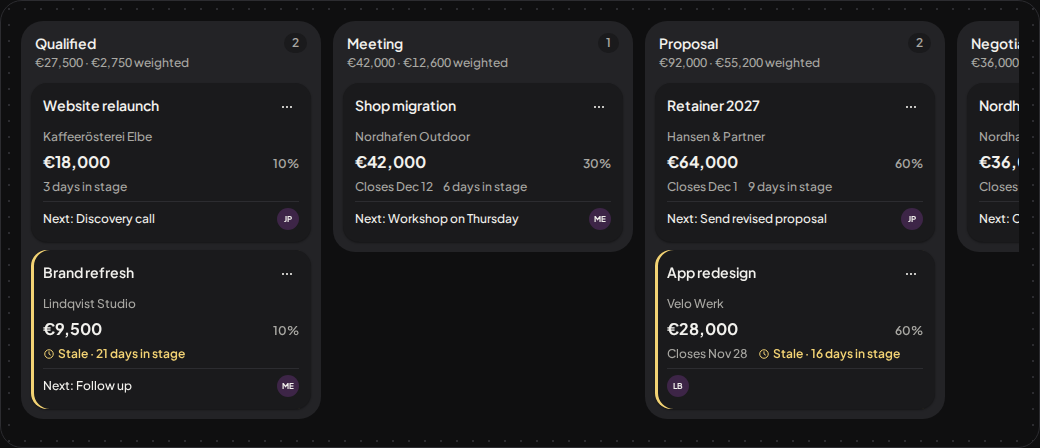 Qualified 2
€27,500 · €2,750 weighted
Website relaunch ···
Kaffeerösterei Elbe
€18,000 10%
3 days in stage
Next: Discovery call JP
Brand refresh ···
Lindqvist Studio
€9,500 10%
Stale · 21 days in stage
Next: Follow up ME
Meeting 1
€42,000 · €12,600 weighted
Shop migration ···
Nordhafen Outdoor
€42,000 30%
Closes Dec 12 6 days in stage
Next: Workshop on Thursday ME
Proposal 2
€92,000 · €55,200 weighted
Retainer 2027 ···
Hansen & Partner
€64,000 60%
Closes Dec 1 9 days in stage
Next: Send revised proposal JP
App redesign ···
Velo Werk
€28,000 60%
Closes Nov 28 Stale · 16 days in stage
LB
€36,000
Closes
Next: